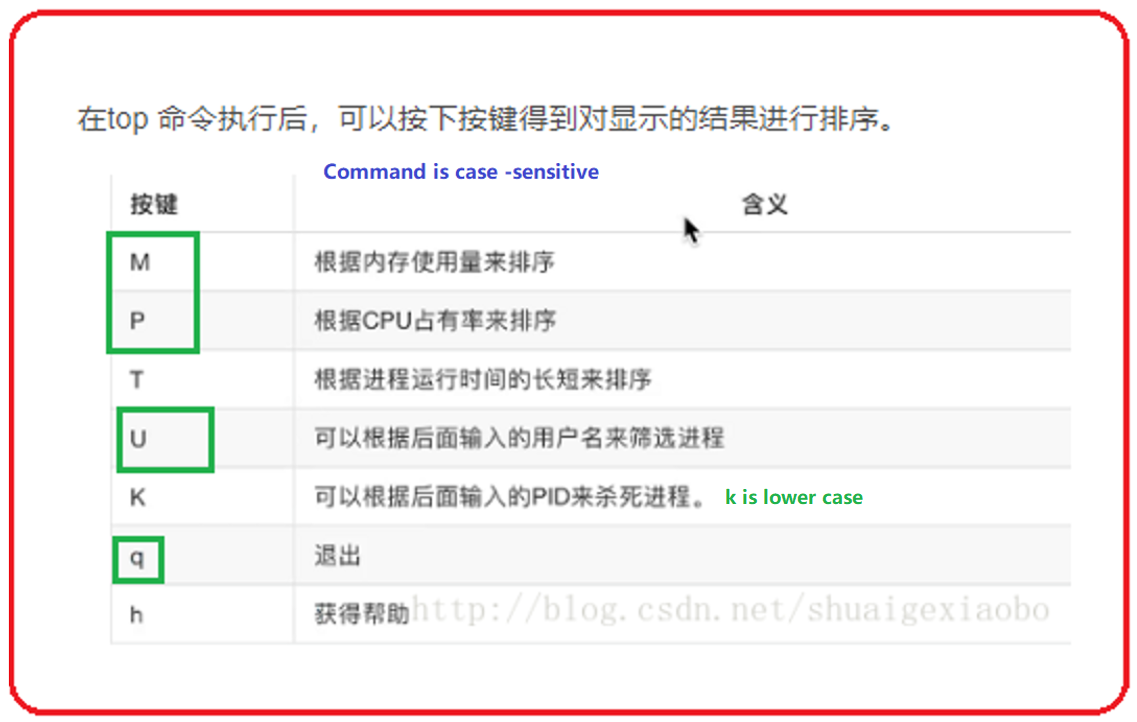 在top 命令执行后，可以按下按键得到对显示的结果进行排序。
Command is case -sensitive
按键 含义
M 根据内存使用量来排序
P 根据CPU占有率来排序
T 根据进程运行时间的长短来排序
U 可以根据后面输入的用户名来筛选进程
K 可以根据后面输入的PID来杀死进程。 k is lower case
q 退出
h 获得帮助 http://blog.csdn.net/shuaigexiaobo